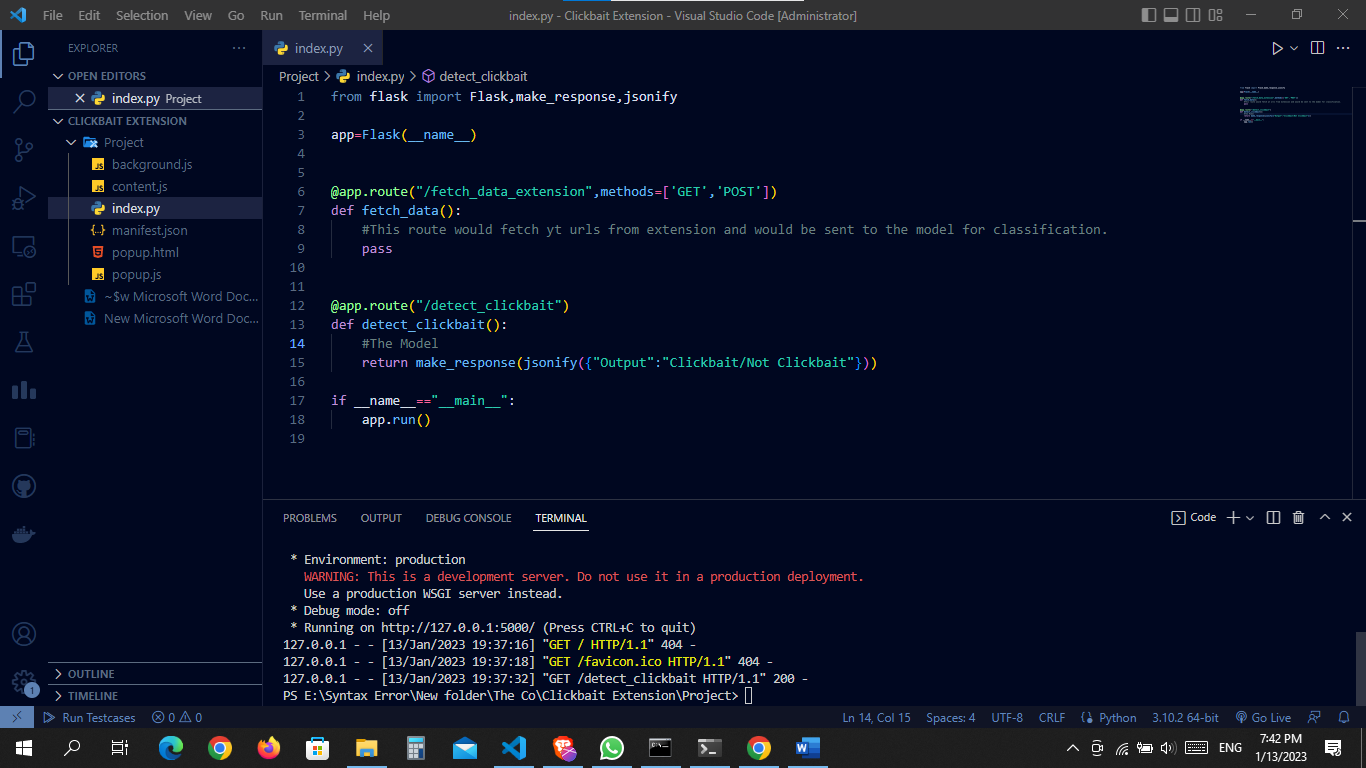 File Edit Selection View Go Run Terminal Help index.py - Clickbait Extension - Visual Studio Code [Administrator]
EXPLORER
OPEN EDITORS
index.py Project
CLICKBAIT EXTENSION
Project
background.js
content.js
index.py
manifest.json
popup.html
popup.js
~$w Microsoft Word Doc...
New Microsoft Word Doc...
OUTLINE
TIMELINE
index.py
Project > index.py > detect_clickbait
1 from flask import Flask,make_response,jsonify
2
3 app=Flask(__name__)
4
5
6 @app.route("/fetch_data_extension",methods=['GET','POST'])
7 def fetch_data():
8 #This route would fetch yt urls from extension and would be sent to the model for classification.
9 pass
10
11
12 @app.route("/detect_clickbait")
13 def detect_clickbait():
14 #The Model
15 return make_response(jsonify({"Output":"Clickbait/Not Clickbait"}))
16
17 if __name__=="__main__":
18 app.run()
19
PROBLEMS OUTPUT DEBUG CONSOLE TERMINAL Code
* Environment: production
WARNING: This is a development server. Do not use it in a production deployment.
Use a production WSGI server instead.
* Debug mode: off
* Running on http://127.0.0.1:5000/ (Press CTRL+C to quit)
127.0.0.1 - - [13/Jan/2023 19:37:16] "GET / HTTP/1.1" 404 -
127.0.0.1 - - [13/Jan/2023 19:37:18] "GET /favicon.ico HTTP/1.1" 404 -
127.0.0.1 - - [13/Jan/2023 19:37:32] "GET /detect_clickbait HTTP/1.1" 200 -
PS E:\Syntax Error\New folder\The Co\Clickbait Extension\Project>
1
Run Testcases 0 0 Ln 14, Col 15 Spaces: 4 UTF-8 CRLF Python 3.10.2 64-bit Go Live
ENG 7:42 PM
1/13/2023